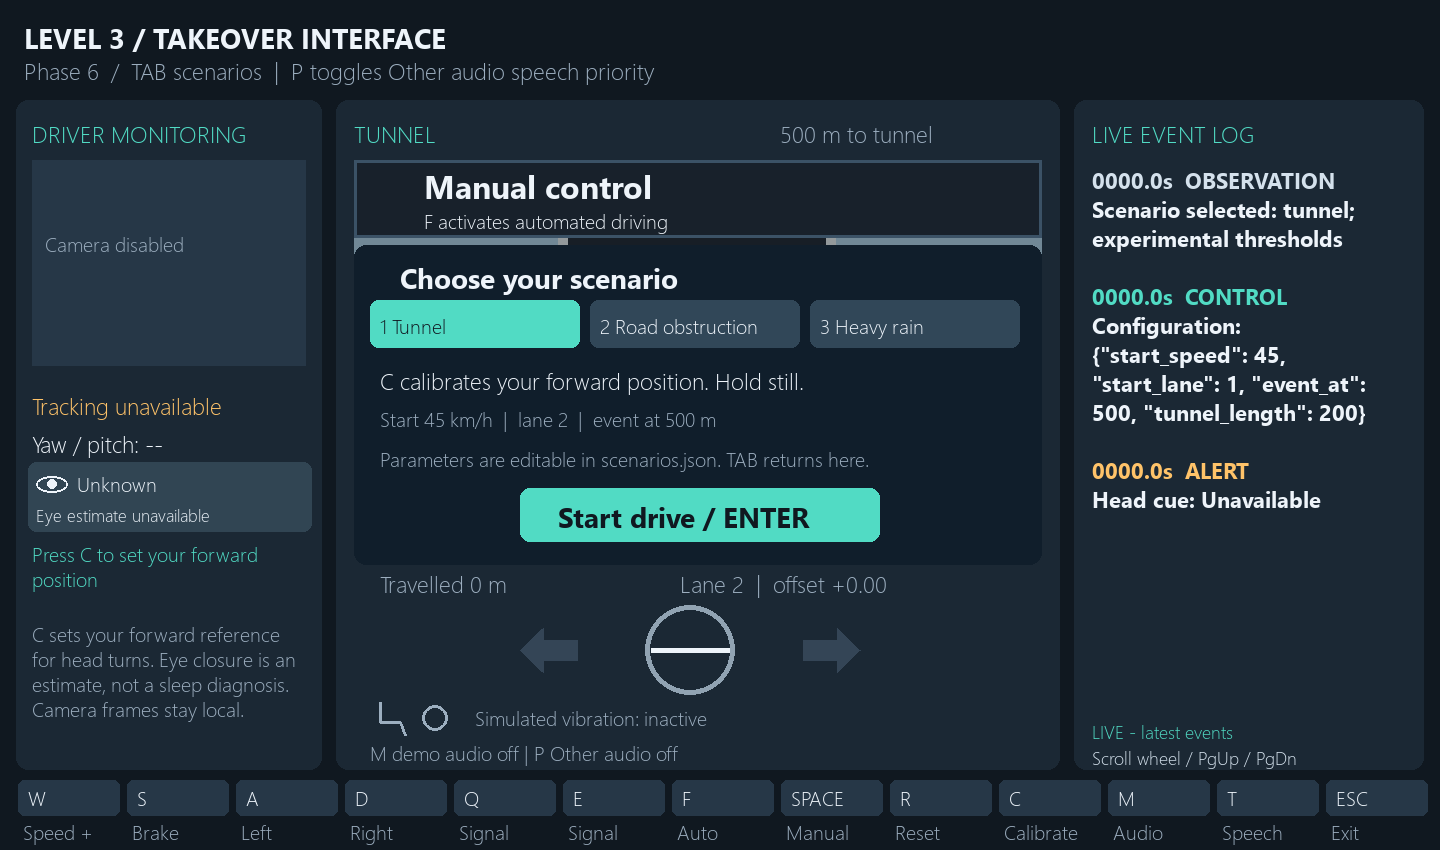 LEVEL 3 / TAKEOVER INTERFACE
Phase 6 / TAB scenarios | P toggles Other audio speech priority
DRIVER MONITORING
Camera disabled
Tracking unavailable
Yaw / pitch: --
Unknown
Eye estimate unavailable
Press C to set your forward
position
C sets your forward reference
for head turns. Eye closure is an
estimate, not a sleep diagnosis.
Camera frames stay local.
TUNNEL
500 m to tunnel
Manual control
F activates automated driving
Choose your scenario
1 Tunnel
2 Road obstruction
3 Heavy rain
C calibrates your forward position. Hold still.
Start 45 km/h | lane 2 | event at 500 m
Parameters are editable in scenarios.json. TAB returns here.
Start drive / ENTER
Travelled 0 m
Lane 2 | offset +0.00
Simulated vibration: inactive
M demo audio off | P Other audio off
LIVE EVENT LOG
0000.0s OBSERVATION
Scenario selected: tunnel;
experimental thresholds
0000.0s CONTROL
Configuration:
{"start_speed": 45,
"start_lane": 1, "event_at":
500, "tunnel_length": 200}
0000.0s ALERT
Head cue: Unavailable
LIVE - latest events
Scroll wheel / PgUp / PgDn
W
S
A
D
Q
E
F
SPACE
R
C
M
T
ESC
Speed +
Brake
Left
Right
Signal
Signal
Auto
Manual
Reset
Calibrate
Audio
Speech
Exit